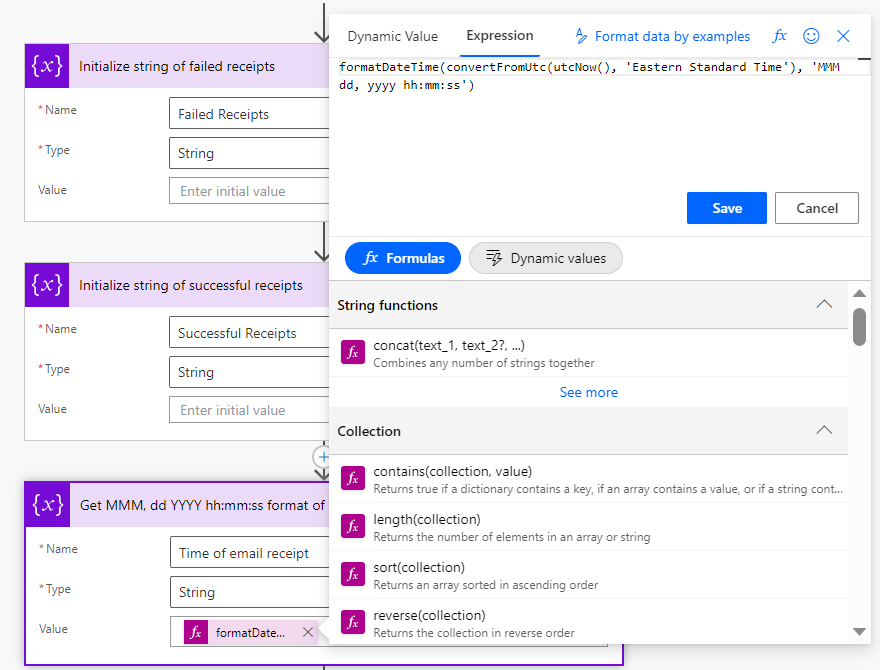 {x} Initialize string of failed receipts
* Name
Failed Receipts
* Type
String
Value
Enter initial value
{x} Initialize string of successful receipts
* Name
Successful Receipts
* Type
String
Value
Enter initial value
{x} Get MMM, dd YYYY hh:mm:ss format of
* Name
Time of email receipt
* Type
String
Value
fx formatDate...
Dynamic Value
Expression
Format data by examples
fx
formatDateTime(convertFromUtc(utcNow(), 'Eastern Standard Time'), 'MMM
dd, yyyy hh:mm:ss')
Save
Cancel
fx Formulas
Dynamic values
String functions
fx
concat(text_1, text_2?, ...)
Combines any number of strings together
See more
Collection
fx
contains(collection, value)
Returns true if a dictionary contains a key, if an array contains a value, or if a string cont...
fx
length(collection)
Returns the number of elements in an array or string
fx
sort(collection)
Returns an array sorted in ascending order
fx
reverse(collection)
Returns the collection in reverse order